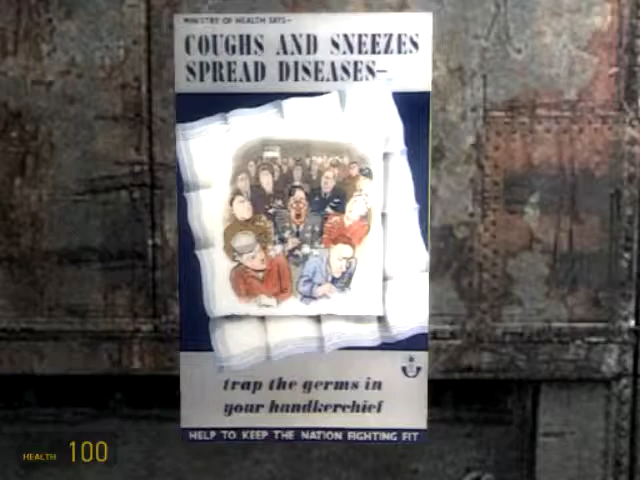 MINISTRY OF HEALTH SAYS-
COUGHS AND SNEEZES
SPREAD DISEASES-
trap the germs in
your handkerchief
HELP TO KEEP THE NATION FIGHTING FIT
HEALTH 100